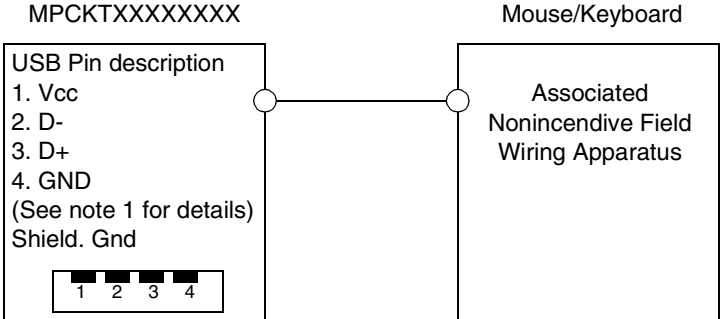 MPCKTXXXXXXXX
USB Pin description
1. Vcc
2. D-
3. D+
4. GND
(See note 1 for details)
Shield. Gnd
1 2 3 4
Mouse/Keyboard
Associated
Nonincendive Field
Wiring Apparatus